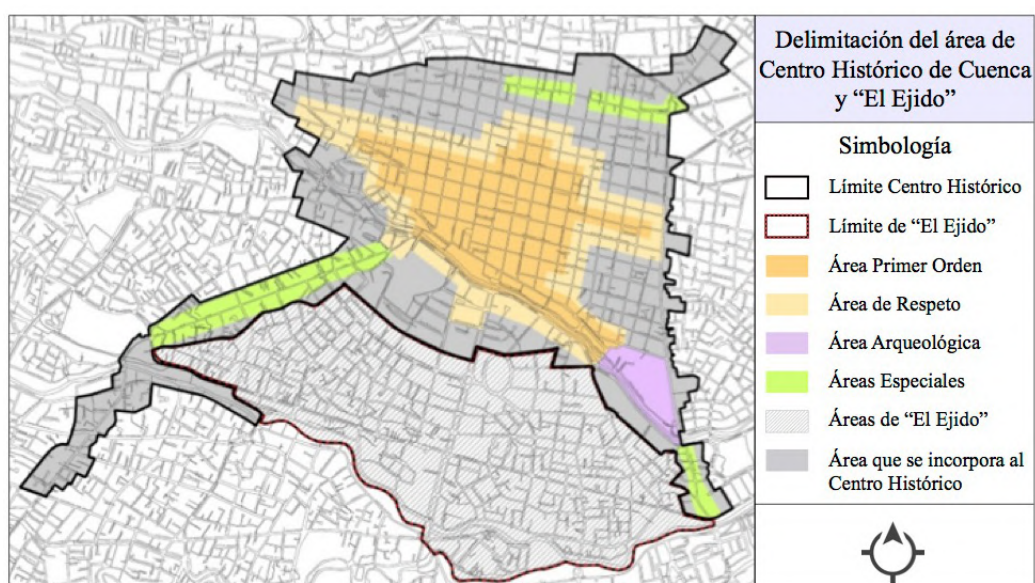 Delimitación del área de
Centro Histórico de Cuenca
y “El Ejido”
Simbología
Límite Centro Histórico
Límite de “El Ejido”
Área Primer Orden
Área de Respeto
Área Arqueológica
Áreas Especiales
Áreas de “El Ejido”
Área que se incorpora al
Centro Histórico